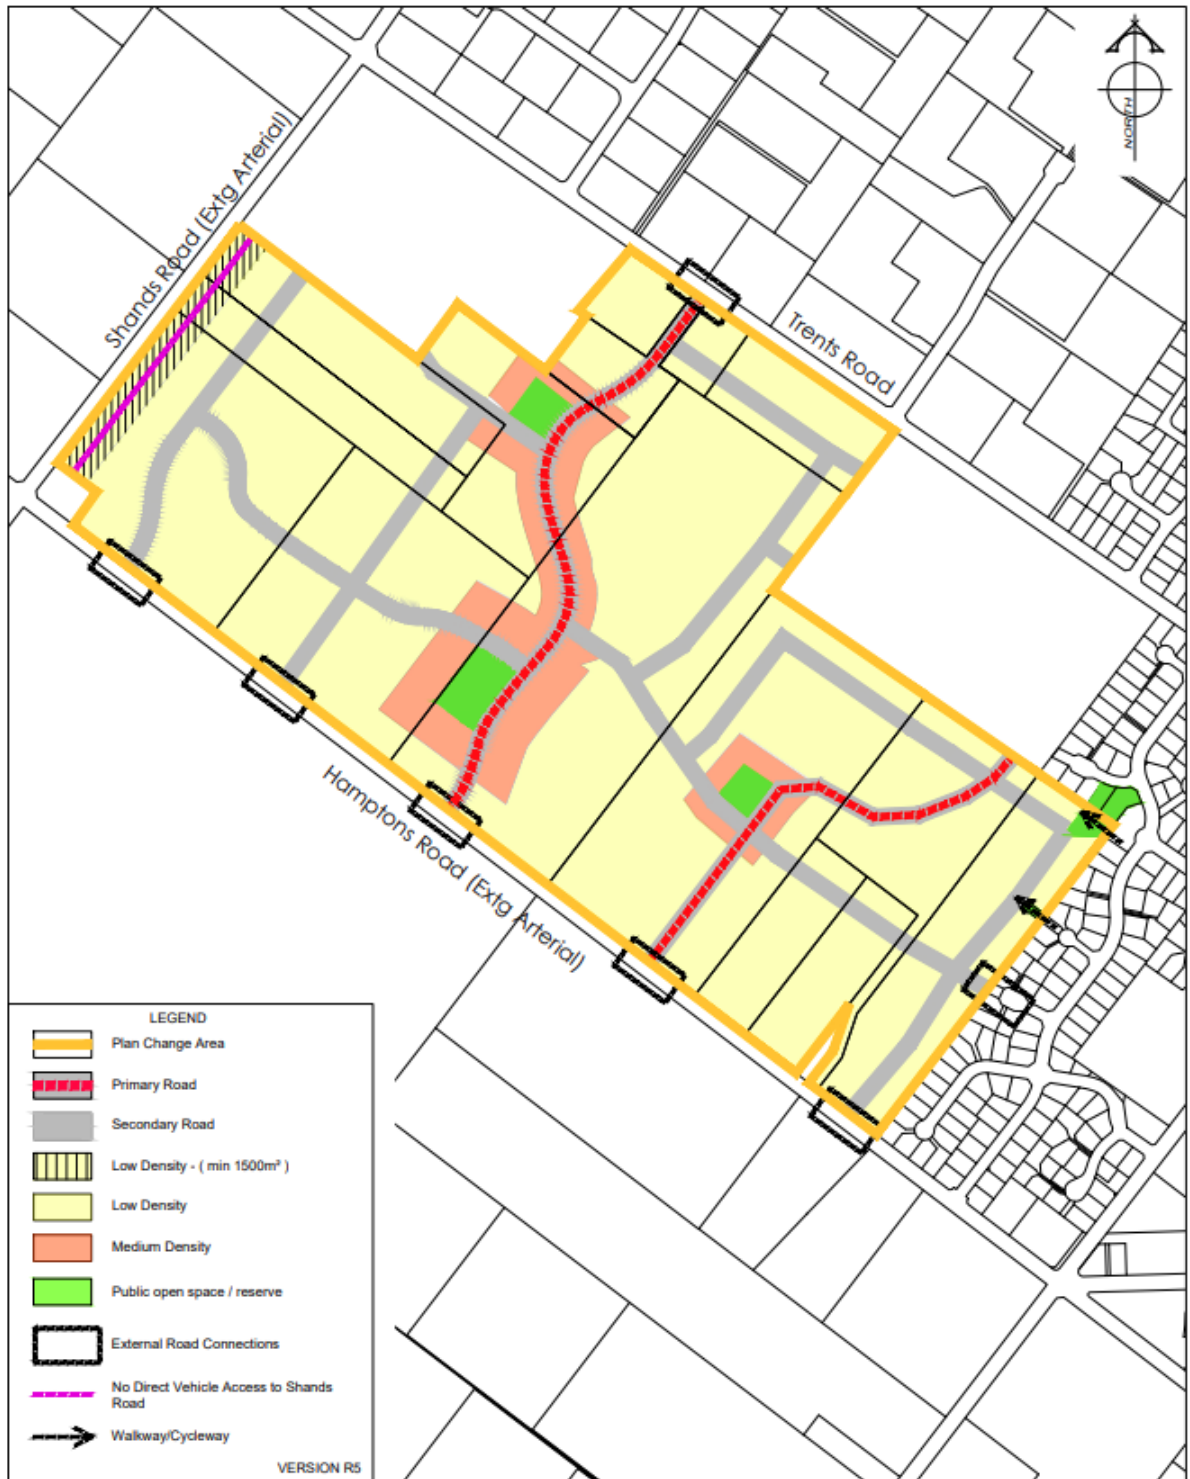 NORTH
Shands Road (Extg Arterial)
Trents Road
Hamptons Road (Extg Arterial)
LEGEND
Plan Change Area
Primary Road
Secondary Road
Low Density - ( min 1500m² )
Low Density
Medium Density
Public open space / reserve
External Road Connections
No Direct Vehicle Access to Shands
Road
Walkway/Cycleway
VERSION R5